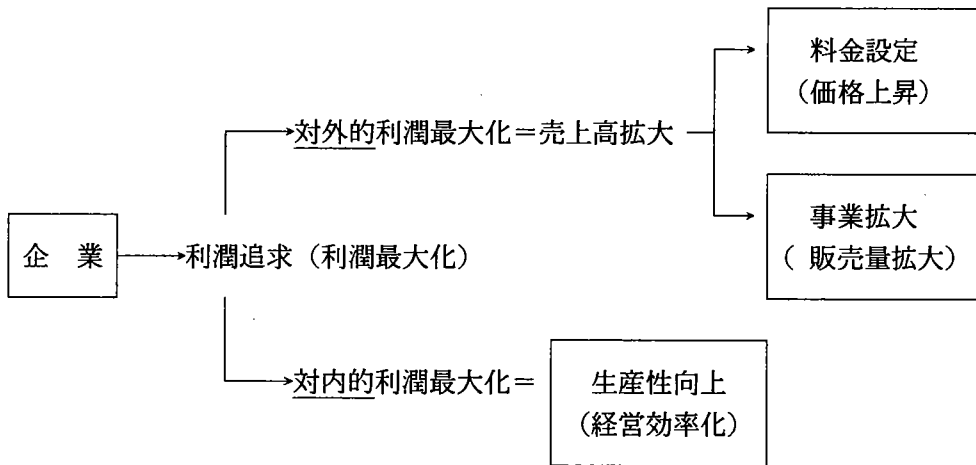 料金設定
(価格上昇)
対外的利潤最大化＝売上高拡大
事業拡大
( 販売量拡大)
企 業
利潤追求 (利潤最大化)
対内的利潤最大化＝
生産性向上
(経営効率化)